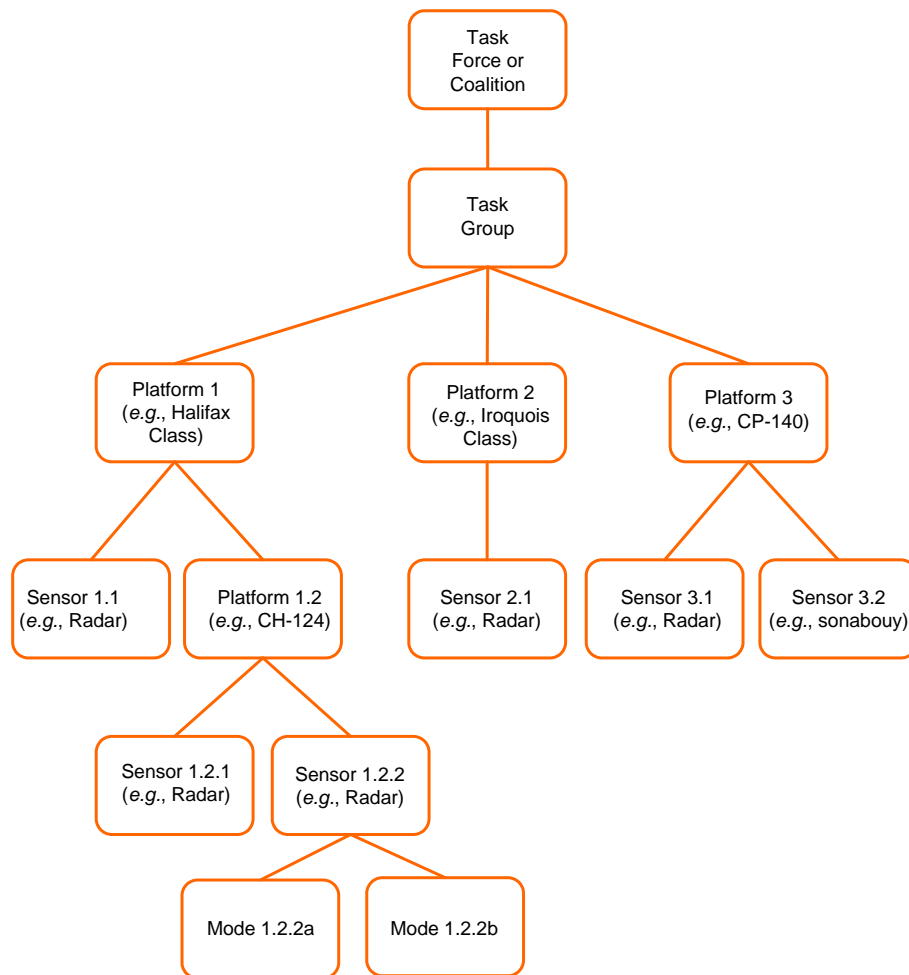 Task
Force or
Coalition
Task
Group
Platform 1
(e.g., Halifax
Class)
Platform 2
(e.g., Iroquois
Class)
Platform 3
(e.g., CP-140)
Sensor 1.1
(e.g., Radar)
Platform 1.2
(e.g., CH-124)
Sensor 2.1
(e.g., Radar)
Sensor 3.1
(e.g., Radar)
Sensor 3.2
(e.g., sonabouy)
Sensor 1.2.1
(e.g., Radar)
Sensor 1.2.2
(e.g., Radar)
Mode 1.2.2a
Mode 1.2.2b